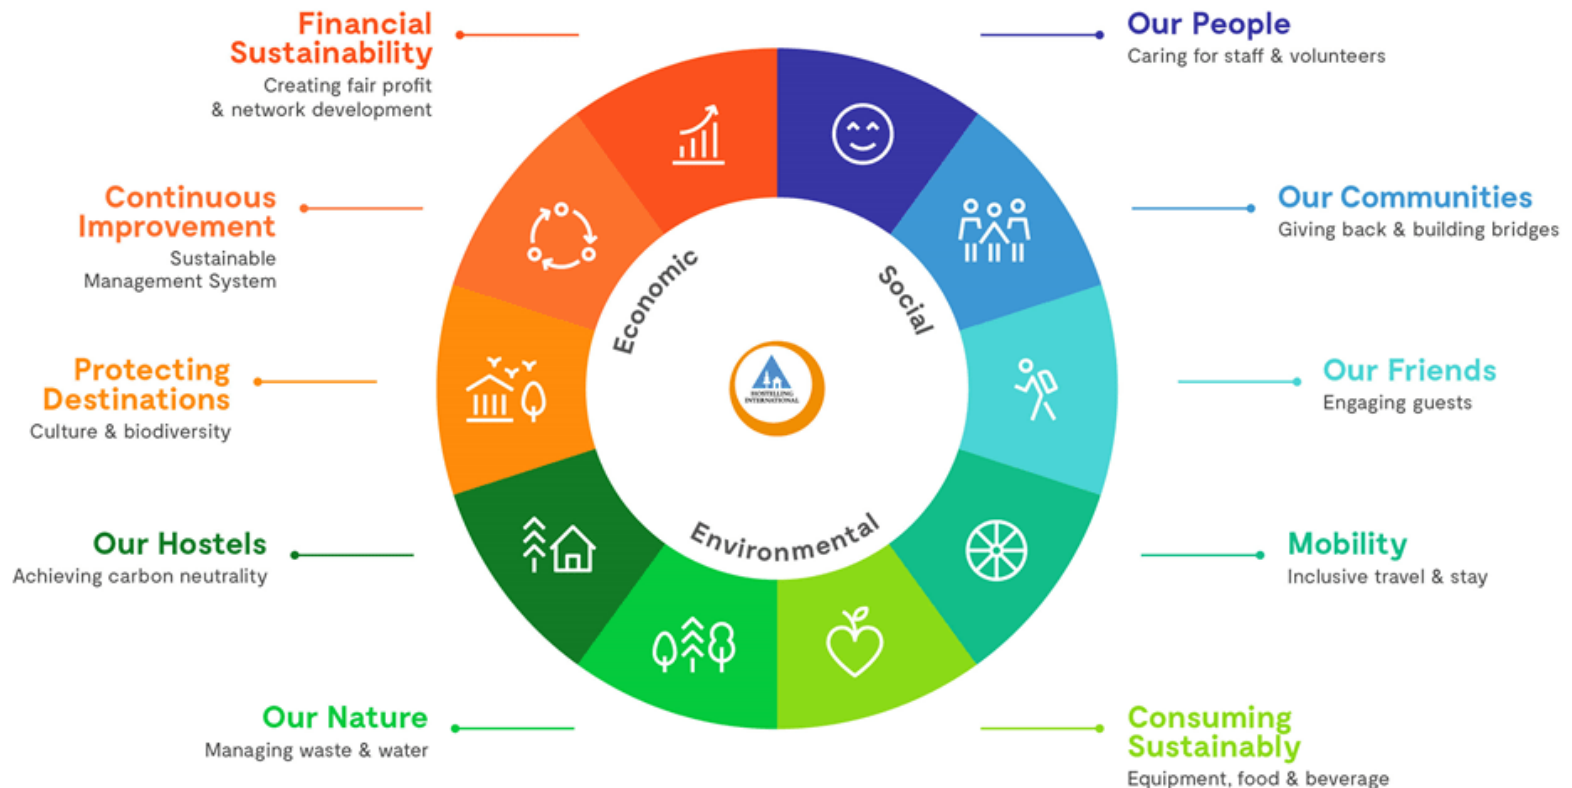 Financial
Sustainability
Creating fair profit
& network development
Our People
Caring for staff & volunteers
Continuous
Improvement
Sustainable
Management System
Our Communities
Giving back & building bridges
Economic
Social
Protecting
Destinations
Culture & biodiversity
HOSTELLING
INTERNATIONAL
Our Friends
Engaging guests
Environmental
Our Hostels
Achieving carbon neutrality
Mobility
Inclusive travel & stay
Our Nature
Managing waste & water
Consuming
Sustainably
Equipment, food & beverage